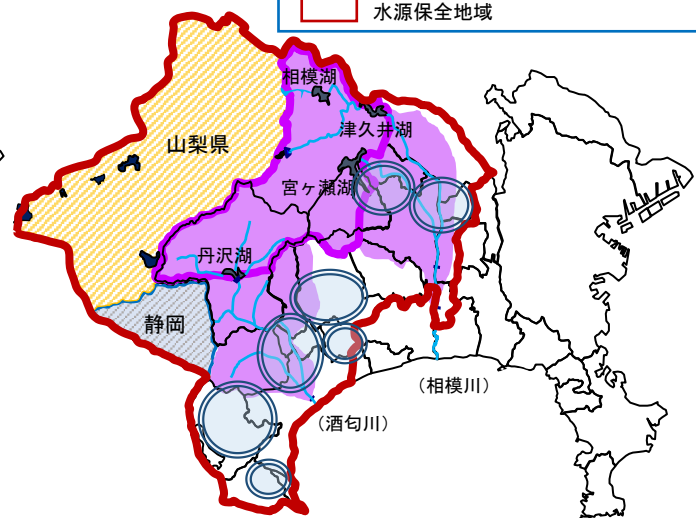 水源保全地域
相模湖
津久井湖
山梨県
宮ヶ瀬湖
丹沢湖
静岡
（相模川）
（酒匂川）